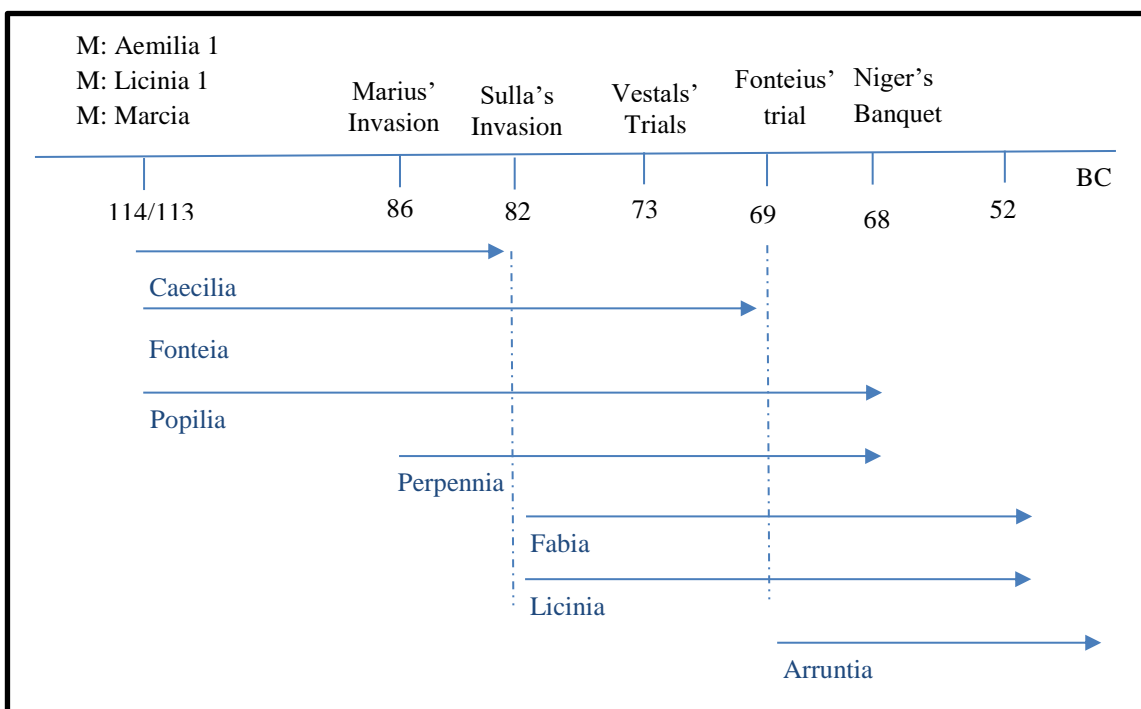 M: Aemilia 1
M: Licinia 1
M: Marcia
Marius’
Invasion
Sulla’s
Invasion
Vestals’
Trials
Fonteius’
trial
Niger’s
Banquet
BC
114/113
86
82
73
69
68
52
Caecilia
Fonteia
Popilia
Perpennia
Fabia
Licinia
Arruntia